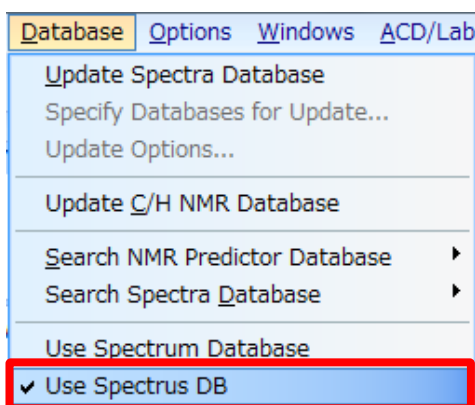 Database Options Windows ACD/Lab
Update Spectra Database
Specify Databases for Update...
Update Options...
Update C/H NMR Database
Search NMR Predictor Database
Search Spectra Database
Use Spectrum Database
Use Spectrus DB